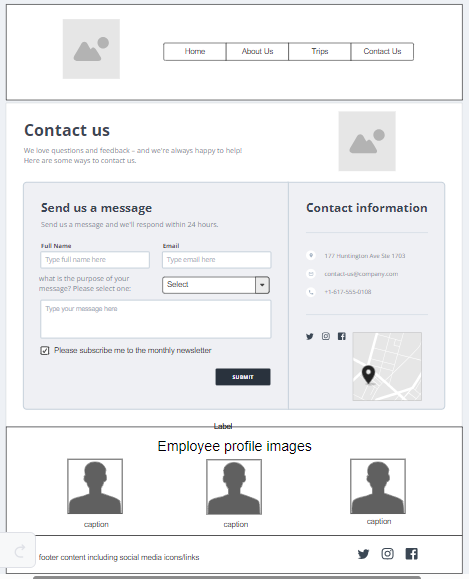 Home
About Us
Trips
Contact Us
Contact us
We love questions and feedback – and we're always happy to help!
Here are some ways to contact us.
Send us a message
Send us a message and we'll respond within 24 hours.
Full Name
Email
Type full name here
Type email here
what is the purpose of your
message? Please select one:
Select
Type your message here
Please subscribe me to the monthly newsletter
SUBMIT
Contact information
177 Huntington Ave Ste 1703
contact-us@company.com
+1-617-555-0108
Label
Employee profile images
caption
caption
caption
footer content including social media icons/links